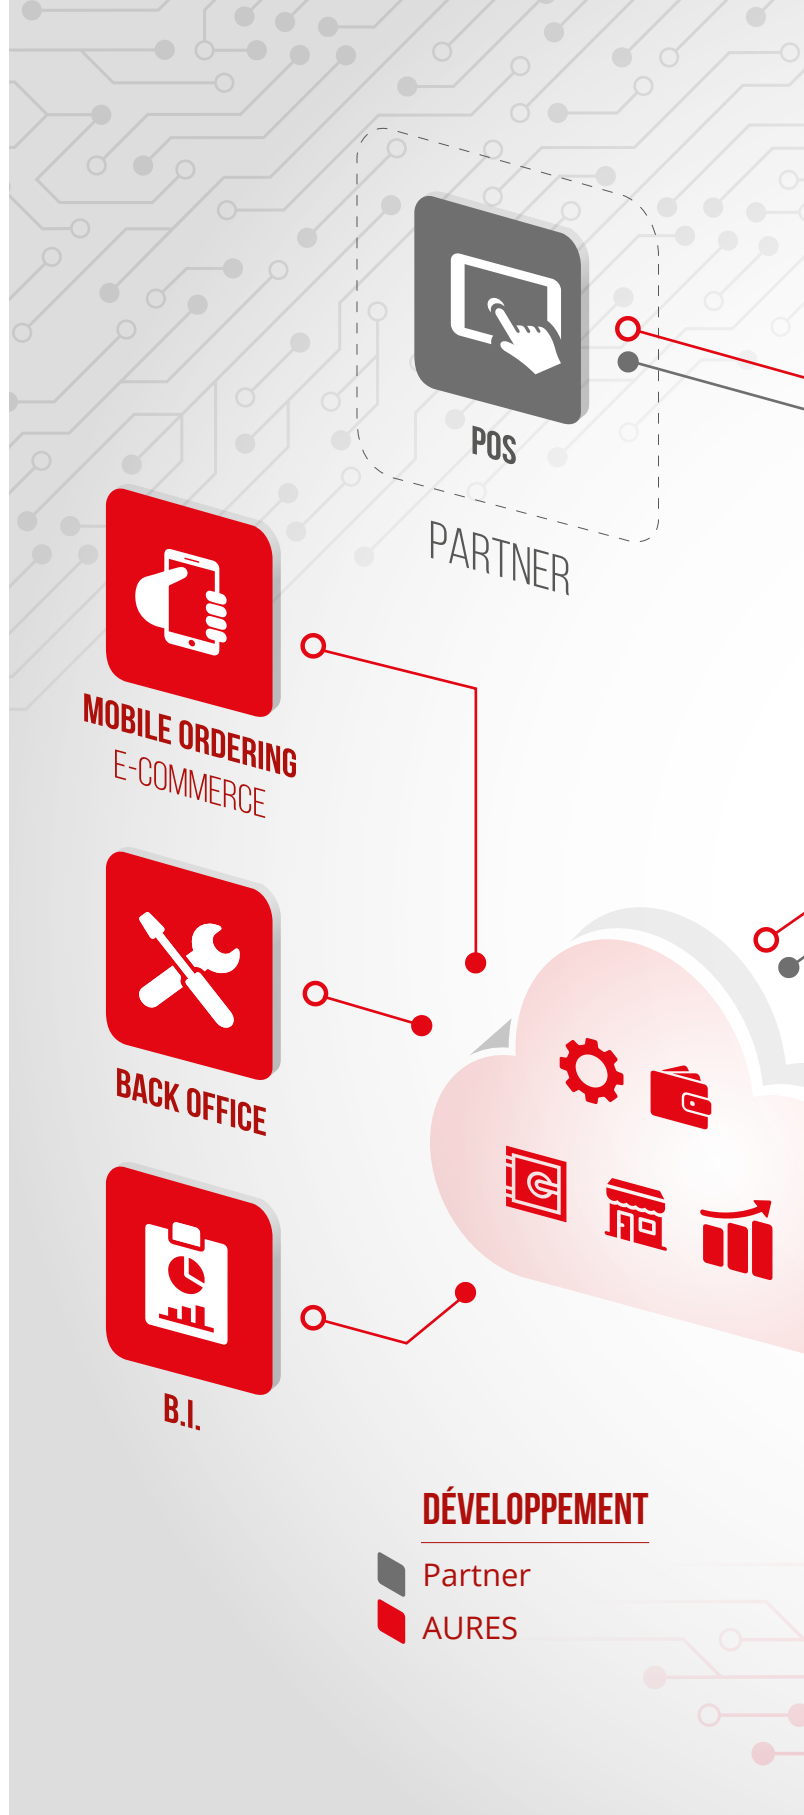 POS
PARTNER
MOBILE ORDERING
E-COMMERCE
BACK OFFICE
B.I.
DÉVELOPPEMENT
Partner
AURES